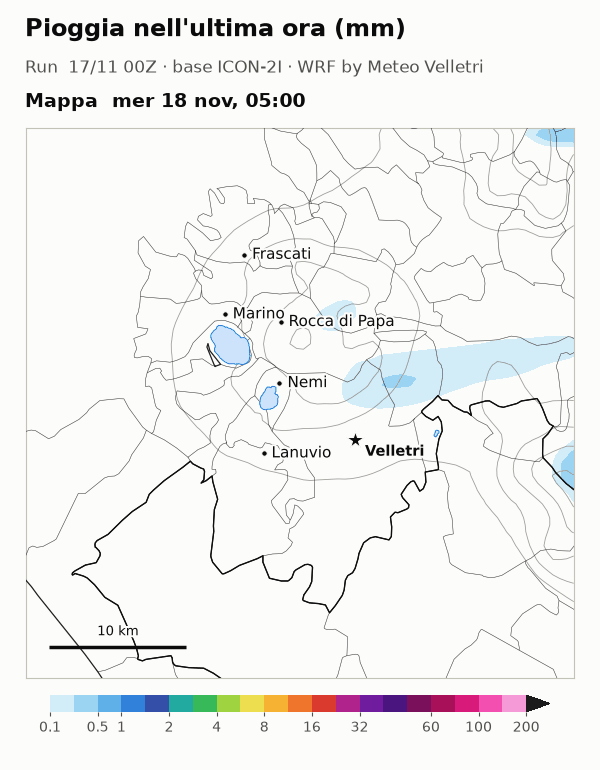 Pioggia nell'ultima ora (mm)
Run  17/11 00Z · base ICON-2I · WRF by Meteo Velletri
Mappa  mer 18 nov, 05:00
Frascati
Marino
Rocca di Papa
Nemi
Velletri
Lanuvio
10 km
0.1 0.5 1 2 4 8 16 32 60 100 200